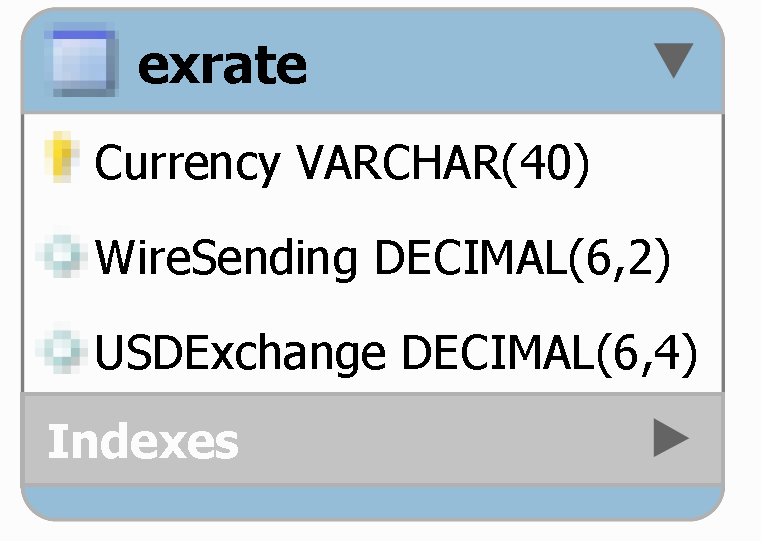 exrate
Currency VARCHAR(40)
WireSending DECIMAL(6,2)
USDExchange DECIMAL(6,4)
Indexes